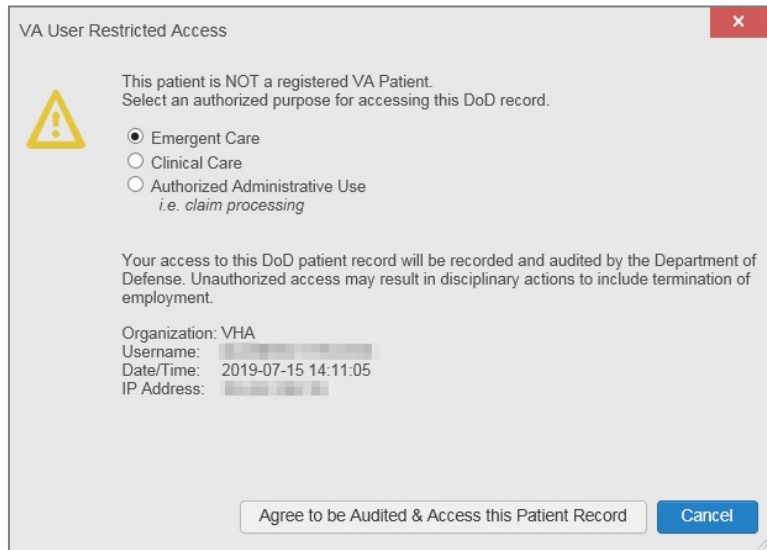 VA User Restricted Access
This patient is NOT a registered VA Patient.
Select an authorized purpose for accessing this DoD record.
Emergent Care
Clinical Care
Authorized Administrative Use
i.e. claim processing
Your access to this DoD patient record will be recorded and audited by the Department of
Defense. Unauthorized access may result in disciplinary actions to include termination of
employment.
Organization: VHA
Username:
Date/Time: 2019-07-15 14:11:05
IP Address:
Agree to be Audited & Access this Patient Record
Cancel